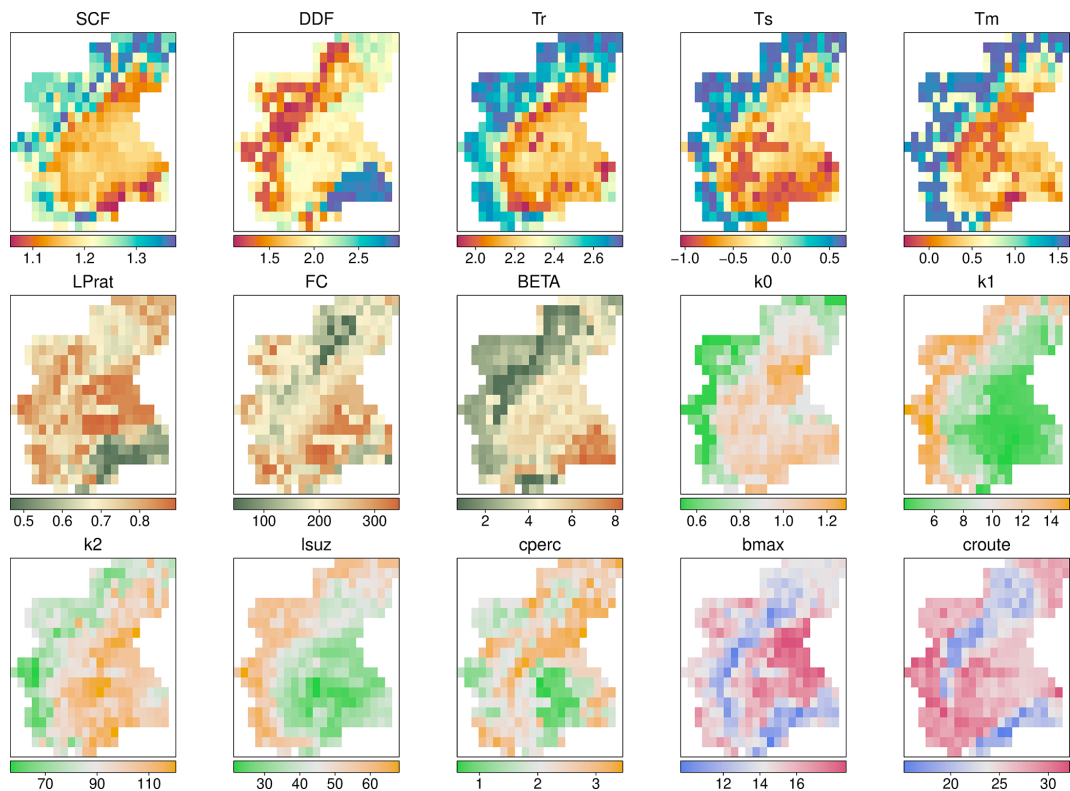 SCF DDF Tr Ts Tm
1.1 1.2 1.3 1.5 2.0 2.5 2.0 2.2 2.4 2.6 −1.0 −0.5 0.0 0.5 0.0 0.5 1.0 1.5
LPrat FC BETA k0 k1
0.5 0.6 0.7 0.8 100 200 300 2 4 6 8 0.6 0.8 1.0 1.2 6 8 10 12 14
k2 lsuz cperc bmax croute
70 90 110 30 40 50 60 1 2 3 12 14 16 20 25 30